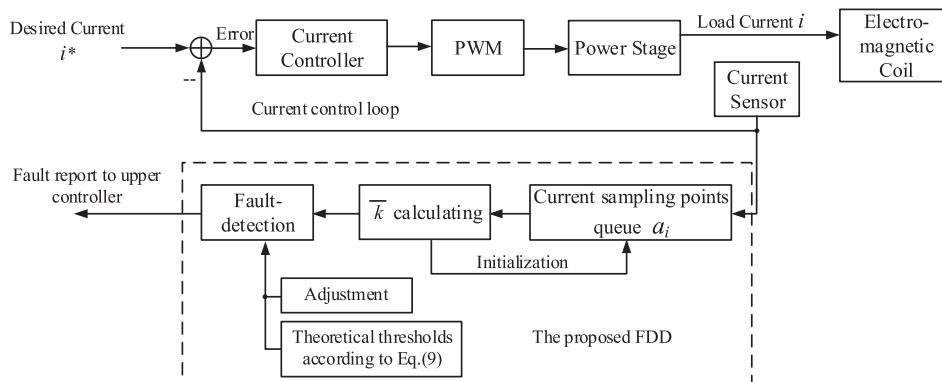 Desired Current
i*
Error
--
Current
Controller
PWM
Power Stage
Load Current i
Electro-
magnetic
Coil
Current
Sensor
Current control loop
Fault report to upper
controller
Fault-
detection
k̅ calculating
Current sampling points
queue aᵢ
Initialization
Adjustment
Theoretical thresholds
according to Eq.(9)
The proposed FDD